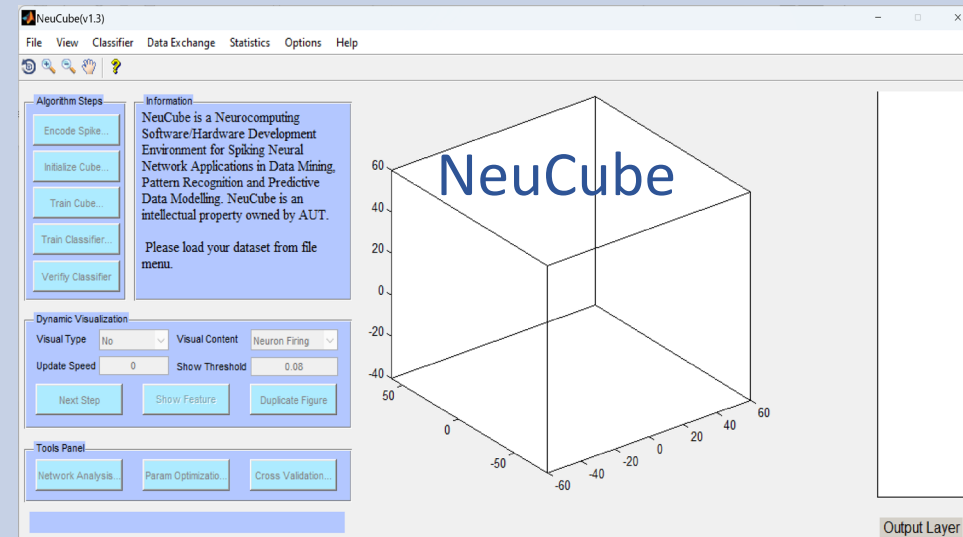 NeuCube(v1.3)
File View Classifier Data Exchange Statistics Options Help
Algorithm Steps
Encode Spike...
Initialize Cube...
Train Cube...
Train Classifier...
Verifiy Classifier
Information
NeuCube is a Neurocomputing
Software/Hardware Development
Environment for Spiking Neural
Network Applications in Data Mining,
Pattern Recognition and Predictive
Data Modelling. NeuCube is an
intellectual property owned by AUT.
Please load your dataset from file
menu.
Dynamic Visualization
Visual Type No Visual Content Neuron Firing
Update Speed 0 Show Threshold 0.08
Next Step Show Feature Duplicate Figure
Tools Panel
Network Analysis... Param Optimizatio... Cross Validation...
NeuCube
60
40
20
0
-20
-40
50
0
-50
-60
-40
-20
0
20
40
60
Output Layer